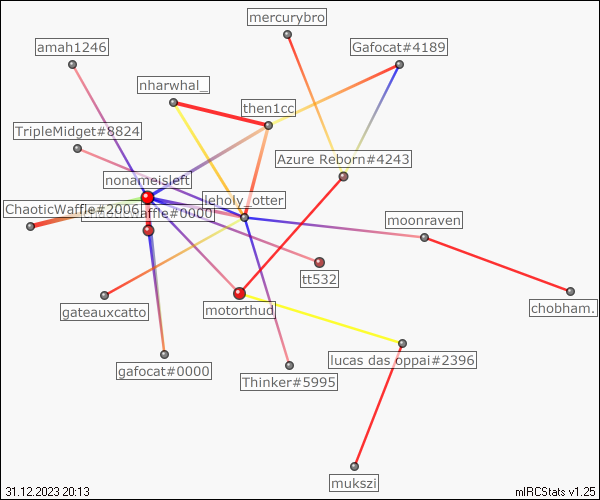 mercurybro
amah1246
Gafocat#4189
nharwhal_
then1cc
TripleMidget#8824
Azure Reborn#4243
nonameisleft
leholy_otter
ChaoticWaffle#2006
#0000
moonraven
tt532
gateauxcatto
motorthud
chobham.
lucas das oppai#2396
gafocat#0000
Thinker#5995
mukszi
31.12.2023 20:13
mIRCStats v1.25